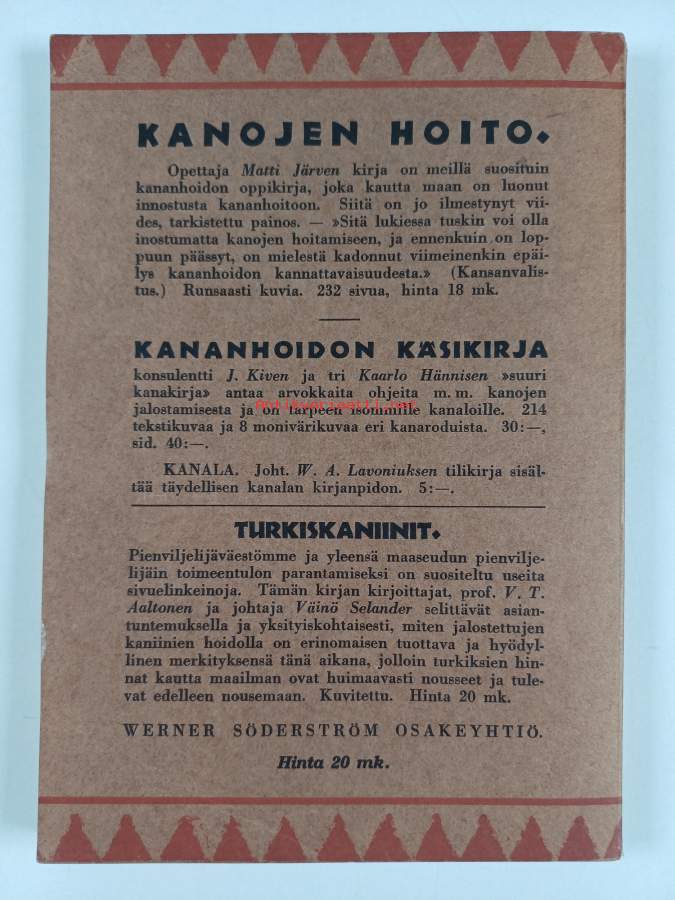 KANOJEN HOITO.
Opettaja Matti Järven kirja on meillä suosituin
kananhoidon oppikirja, joka kautta maan on luonut
innostusta kananhoitoon. Siitä on jo ilmestynyt vii-
des, tarkistettu painos. — »Sitä lukiessa tuskin voi olla
inostumatta kanojen hoitamiseen, ja ennenkuin on lop-
puun päässyt, on mielestä kadonnut viimeinenkin epäi-
lys kananhoidon kannattavaisuudesta.» (Kansanvalis-
tus.) Runsaasti kuvia. 232 sivua, hinta 18 mk.
KANANHOIDON KÄSIKIRJA
konsulentti J. Kiven ja tri Kaarlo Hännisen »suuri
kanakirja» antaa arvokkaita ohjeita m. m. kanojen
jalostamisesta ja on tarpeen isommille kanaloille. 214
tekstikuvaa ja 8 monivärikuvaa eri kanaroduista. 30:—,
sid. 40:—.
KANALA. Joht. W. A. Lavoniuksen tilikirja sisäl-
tää täydellisen kanalan kirjanpidon. 5:—.
TURKISKANIINIT.
Pienviljelijäväestömme ja yleensä maaseudun pienvilje-
lijäin toimeentulon parantamiseksi on suositeltu useita
sivuelinkeinoja. Tämän kirjan kirjoittajat, prof. V. T.
Aaltonen ja johtaja Väinö Selander selittävät asian-
tuntemuksella ja yksityiskohtaisesti, miten jalostettujen
kaniinien hoidolla on erinomaisen tuottava ja hyödyl-
linen merkityksensä tänä aikana, jolloin turkiksien hin-
nat kautta maailman ovat huimaavasti nousseet ja tule-
vat edelleen nousemaan. Kuvitettu. Hinta 20 mk.
WERNER SÖDERSTRÖM OSAKEYHTIÖ.
Hinta 20 mk.